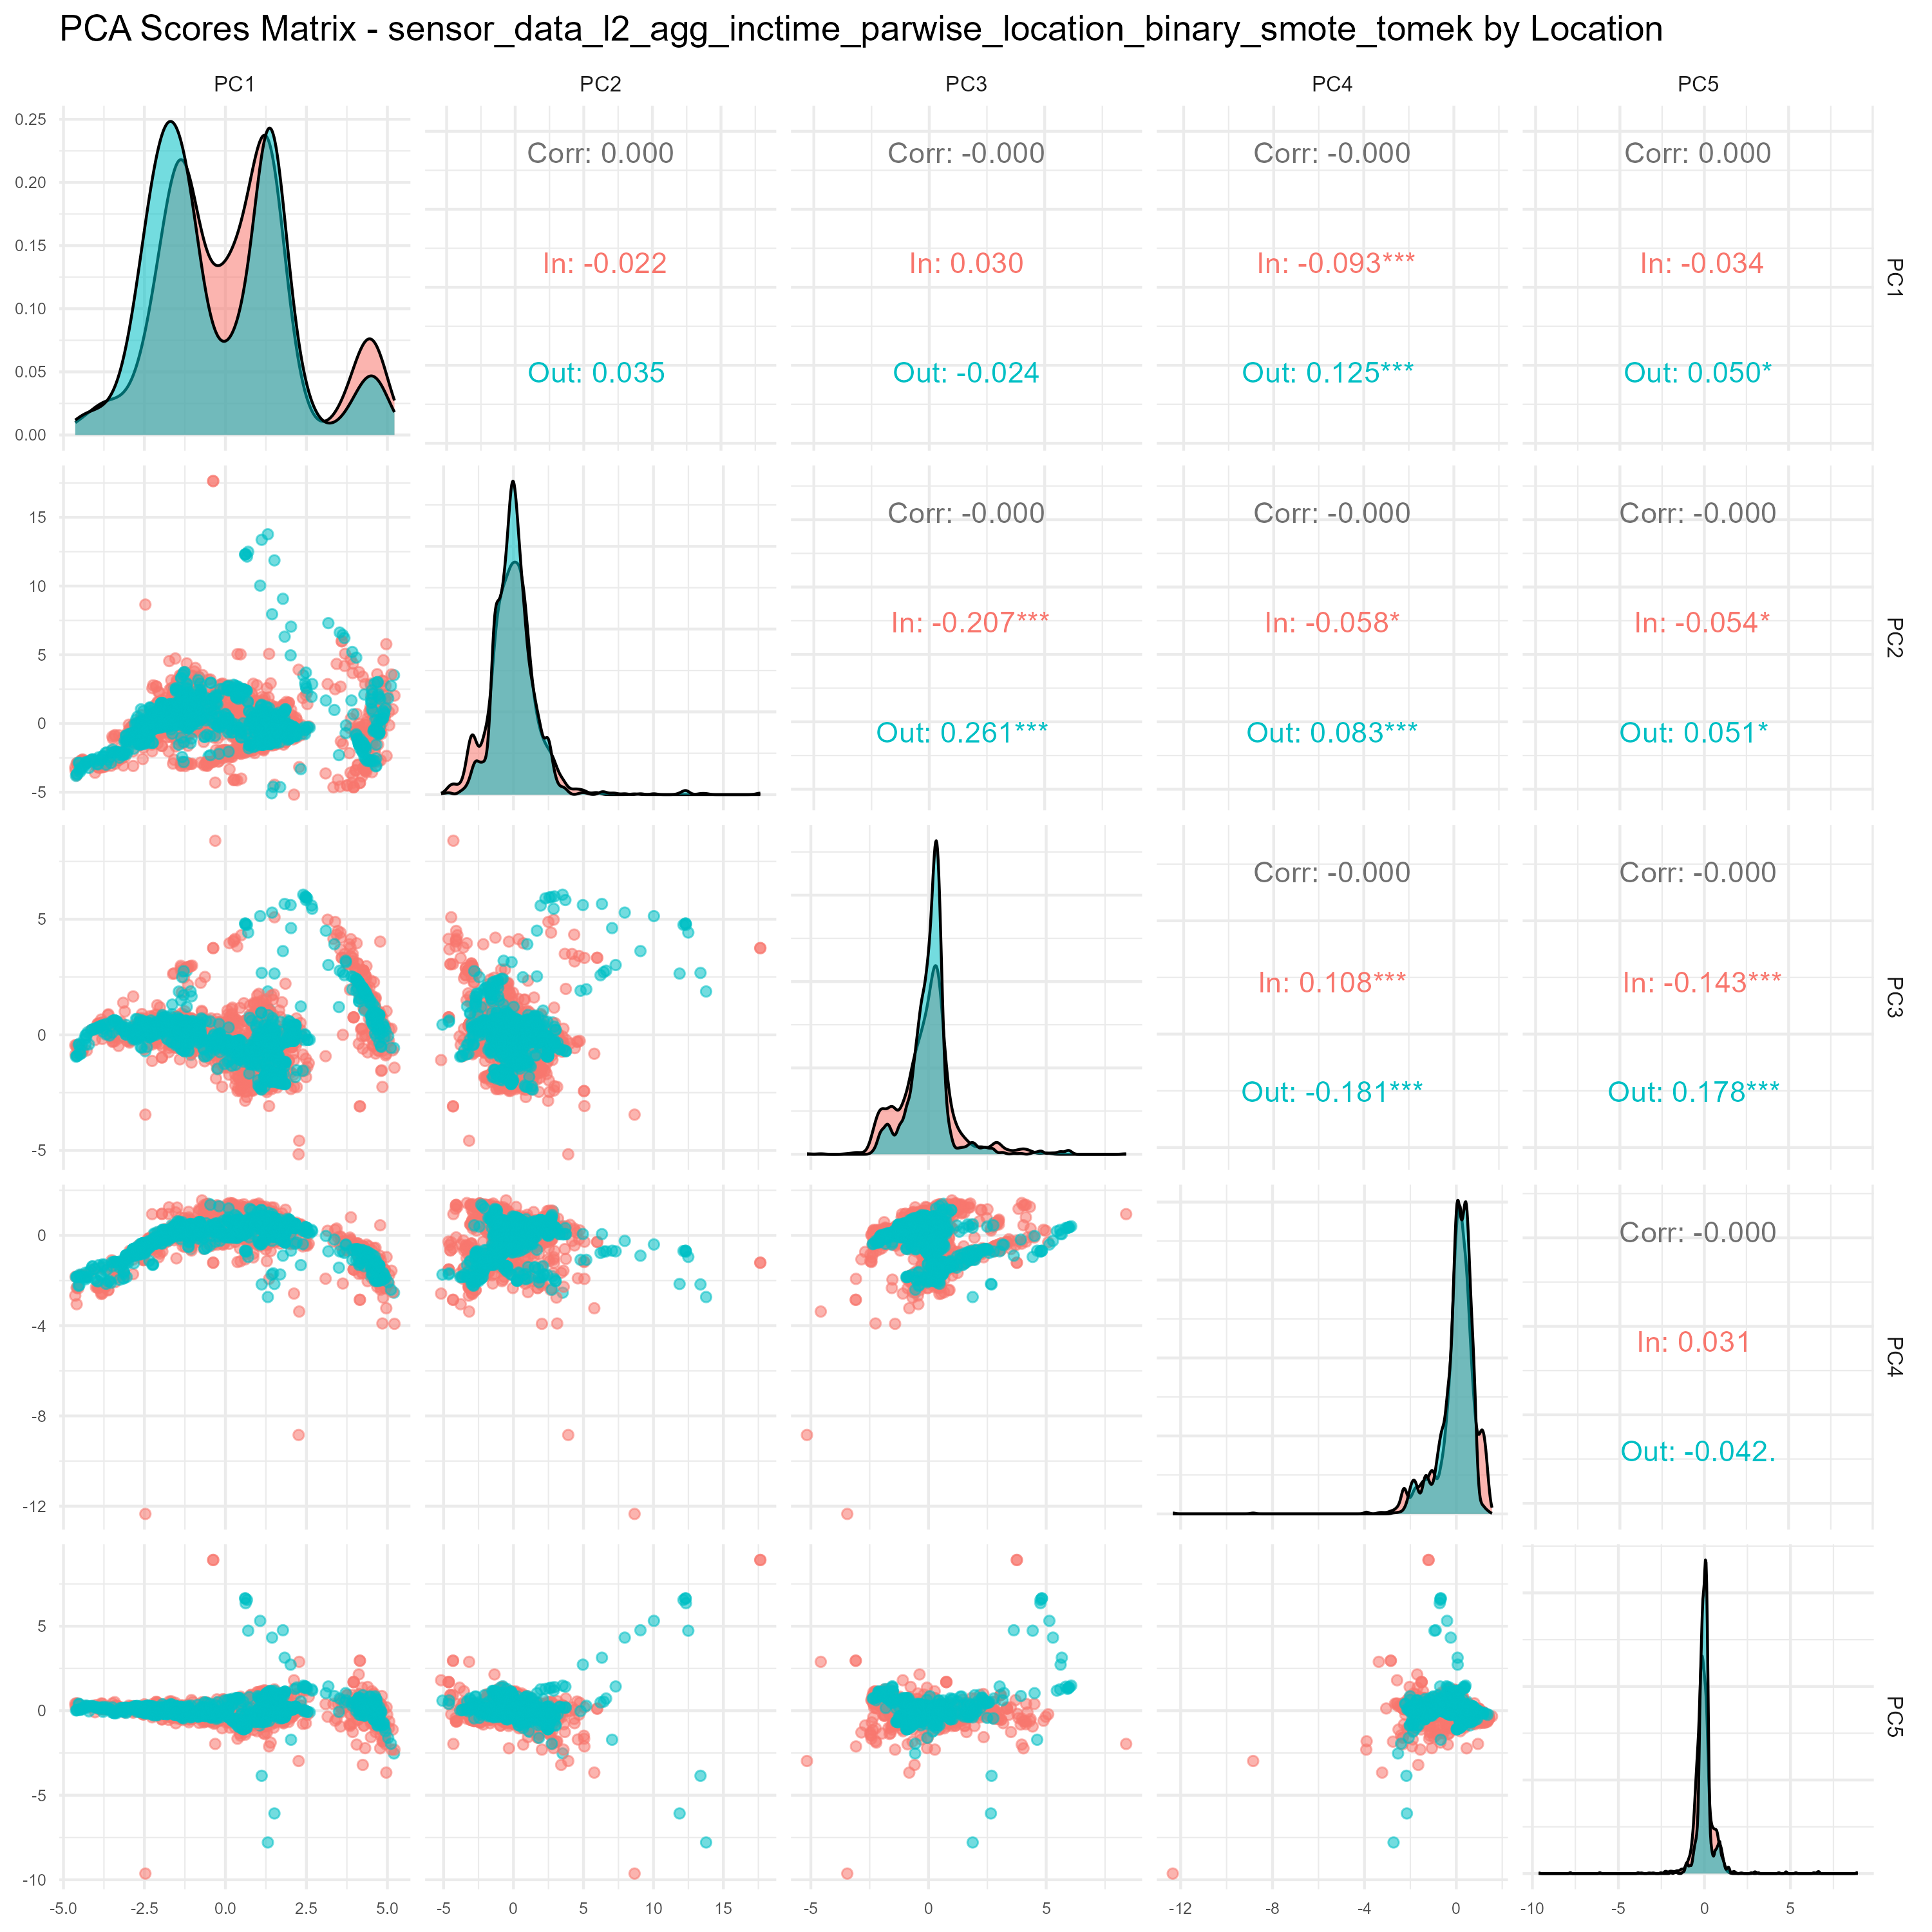 PCA Scores Matrix - sensor_data_l2_agg_inctime_parwise_location_binary_smote_tomek by Location
PC1 PC2 PC3 PC4 PC5
0.25
0.20
0.15
0.10
0.05
0.00
Corr: 0.000
In: -0.022
Out: 0.035
Corr: -0.000
In: 0.030
Out: -0.024
Corr: -0.000
In: -0.093***
Out: 0.125***
Corr: 0.000
In: -0.034
Out: 0.050*
PC1
15
10
5
0
-5
Corr: -0.000
In: -0.207***
Out: 0.261***
Corr: -0.000
In: -0.058*
Out: 0.083***
Corr: -0.000
In: -0.054*
Out: 0.051*
PC2
5
0
-5
Corr: -0.000
In: 0.108***
Out: -0.181***
Corr: -0.000
In: -0.143***
Out: 0.178***
PC3
0
-4
-8
-12
Corr: -0.000
In: 0.031
Out: -0.042.
PC4
5
0
-5
-10
PC5
-5.0 -2.5 0.0 2.5 5.0
-5 0 5 10 15
-5 0 5
-12 -8 -4 0
-10 -5 0 5